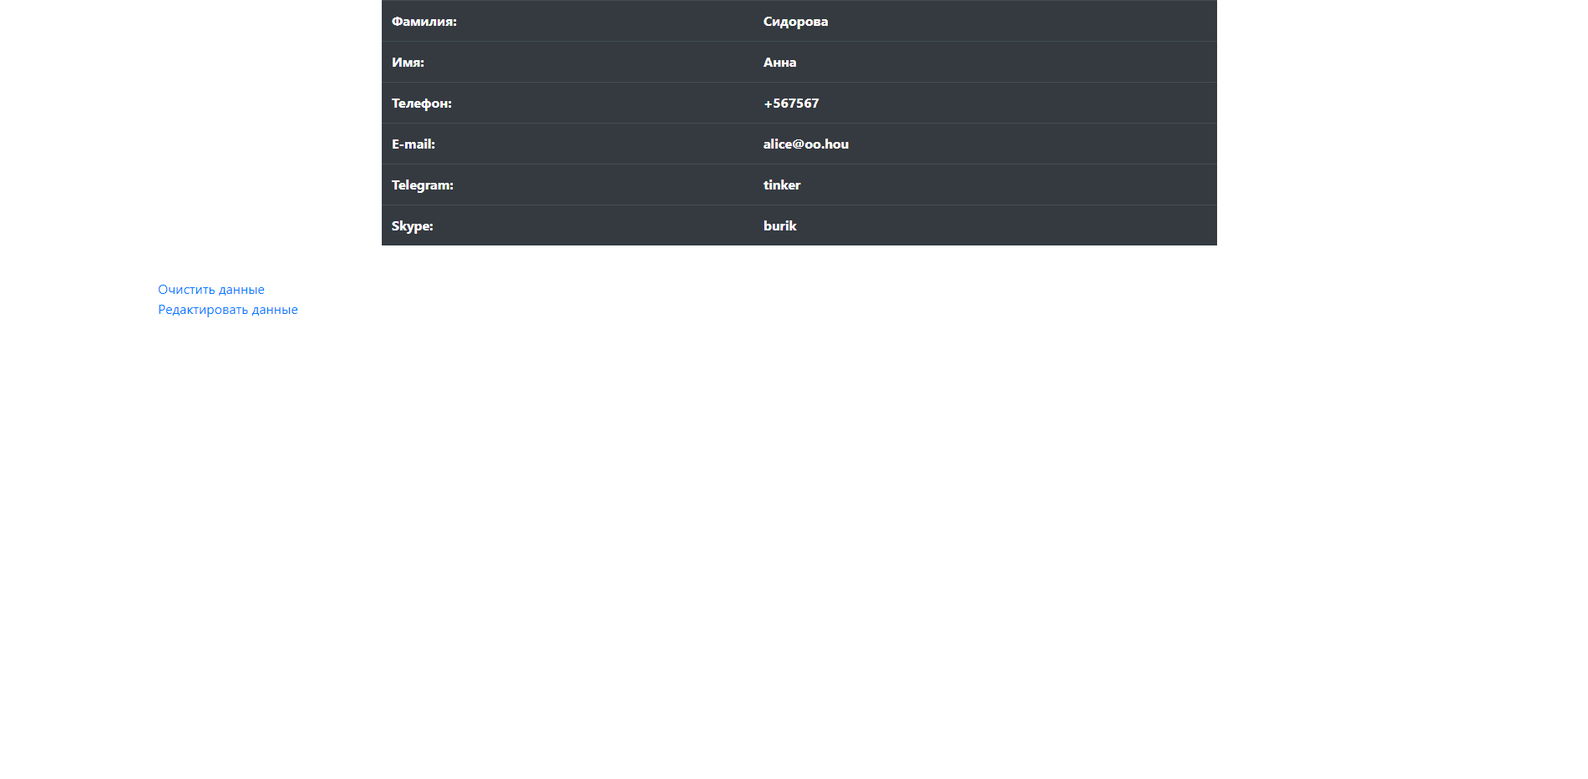 Фамилия: Сидорова
Имя: Анна
Телефон: +567567
E-mail: alice@oo.hou
Telegram: tinker
Skype: burik
Очистить данные
Редактировать данные